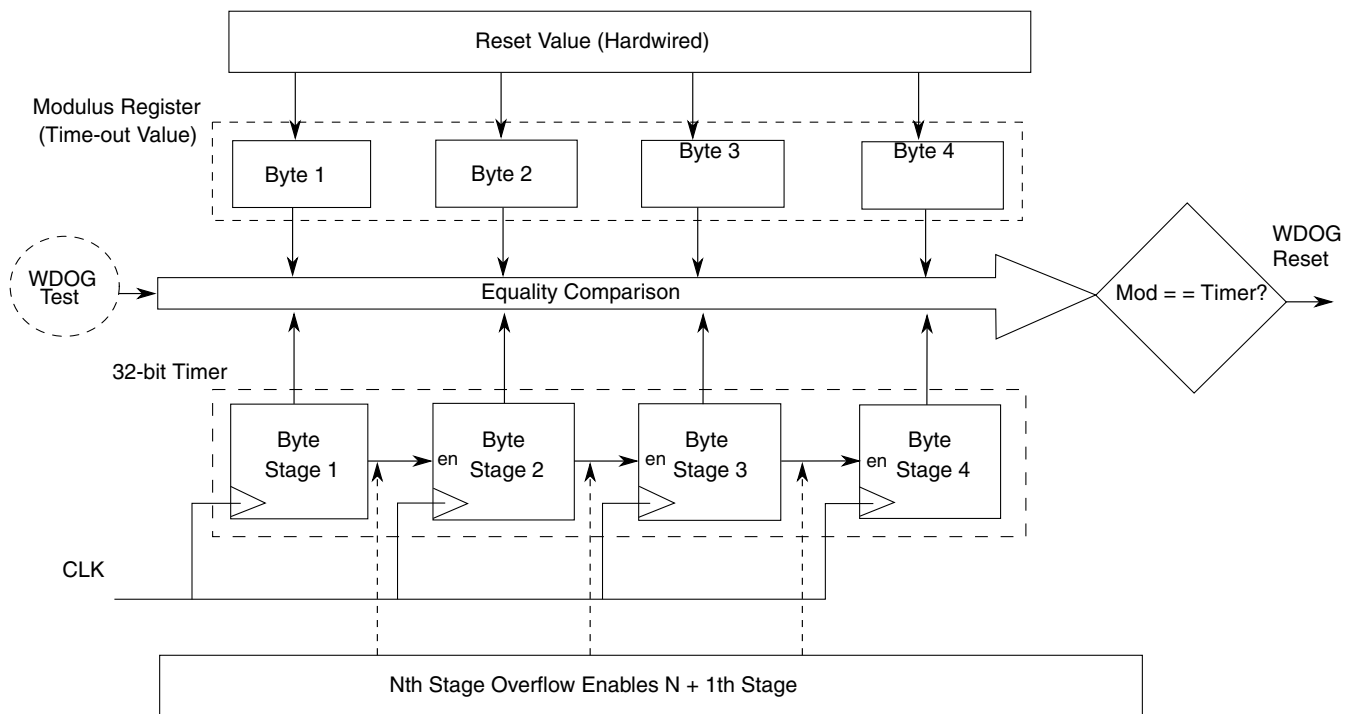 Reset Value (Hardwired)
Modulus Register
(Time-out Value)
Byte 1
Byte 2
Byte 3
Byte 4
WDOG
Test
Equality Comparison
Mod = = Timer?
WDOG
Reset
32-bit Timer
Byte
Stage 1
en
Byte
Stage 2
en
Byte
Stage 3
en
Byte
Stage 4
CLK
Nth Stage Overflow Enables N + 1th Stage